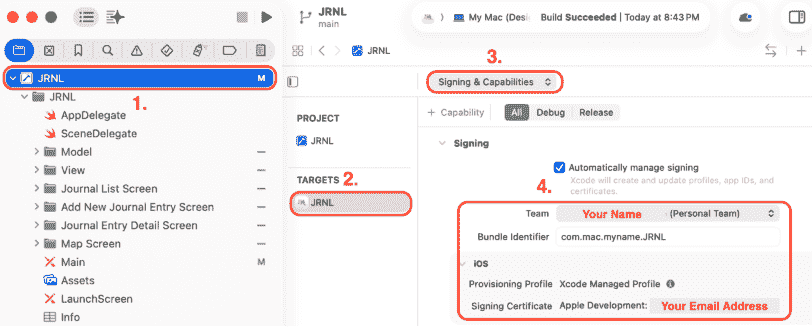 JRNL
main
My Mac (Desi
Build Succeeded | Today at 8:43 PM
JRNL
3.
JRNL
M
Signing & Capabilities
1.
JRNL
+ Capability
All
Debug
Release
AppDelegate
PROJECT
SceneDelegate
JRNL
Signing
Model
View
Automatically manage signing
Journal List Screen
TARGETS
2.
Xcode will create and update profiles, app IDs, and
certificates.
4.
Add New Journal Entry Screen
JRNL
Team
Your Name
(Personal Team)
Journal Entry Detail Screen
Bundle Identifier
com.mac.myname.JRNL
Map Screen
Main
M
iOS
Assets
Provisioning Profile
Xcode Managed Profile
LaunchScreen
Signing Certificate
Apple Development:
Your Email Address
Info